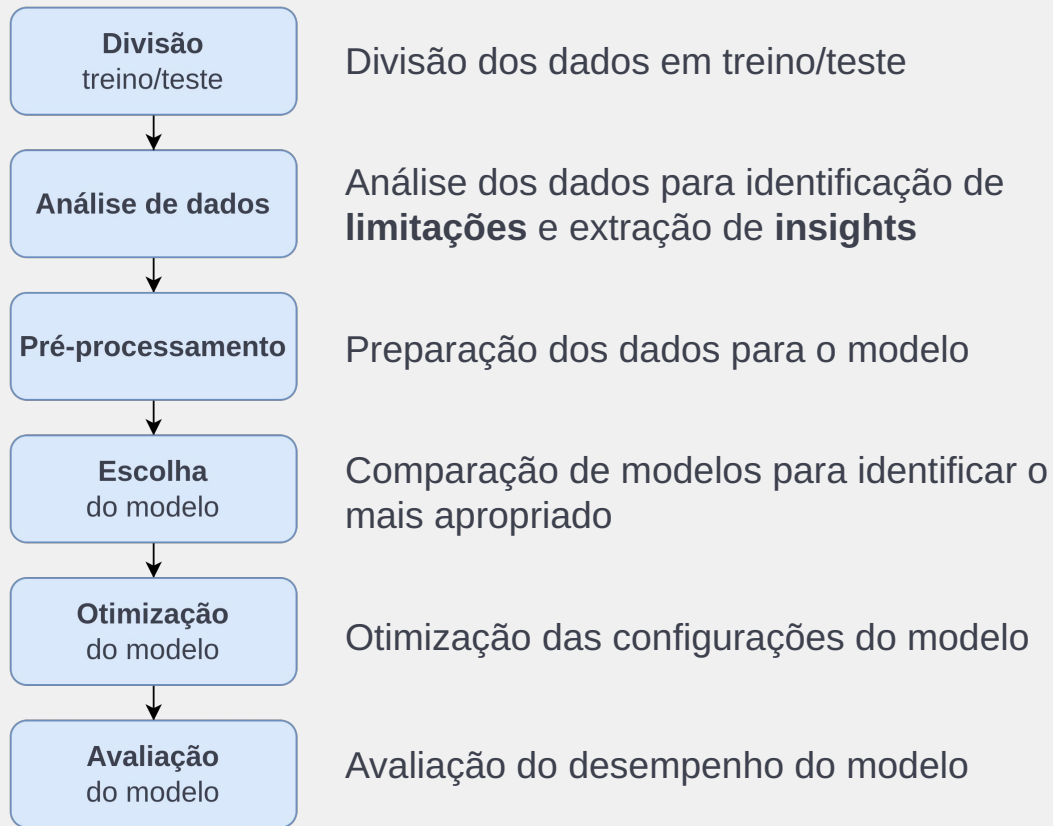 Divisão
treino/teste
Divisão dos dados em treino/teste
Análise de dados
Análise dos dados para identificação de
limitações e extração de insights
Pré-processamento
Preparação dos dados para o modelo
Escolha
do modelo
Comparação de modelos para identificar o
mais apropriado
Otimização
do modelo
Otimização das configurações do modelo
Avaliação
do modelo
Avaliação do desempenho do modelo